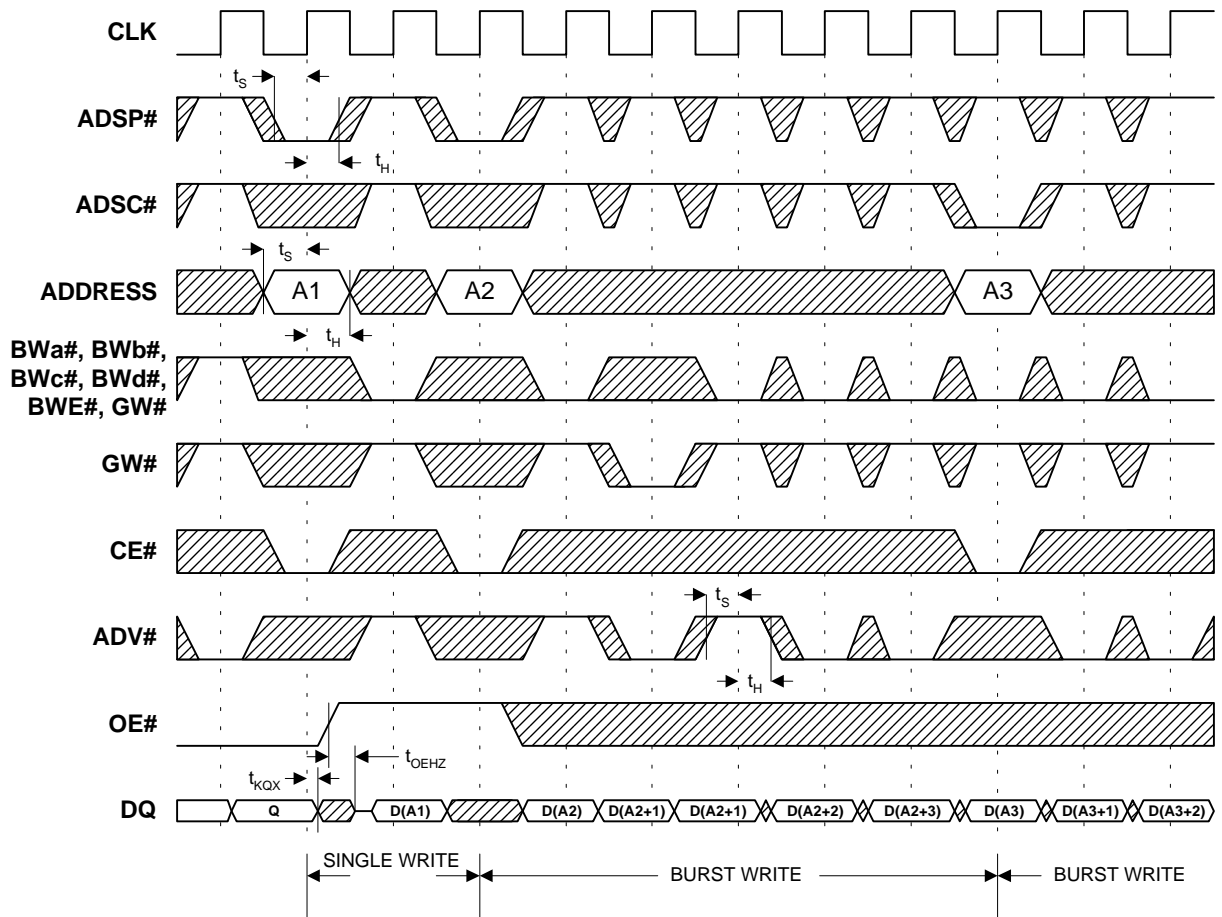 CLK
tS
ADSP#
tH
ADSC#
tS
ADDRESS A1 A2 A3
tH
BWa#, BWb#,
BWc#, BWd#,
BWE#, GW#
GW#
CE#
tS
ADV#
tH
OE#
tOEHZ
tKQX
DQ Q D(A1) D(A2) D(A2+1) D(A2+1) D(A2+2) D(A2+3) D(A3) D(A3+1) D(A3+2)
SINGLE WRITE BURST WRITE BURST WRITE